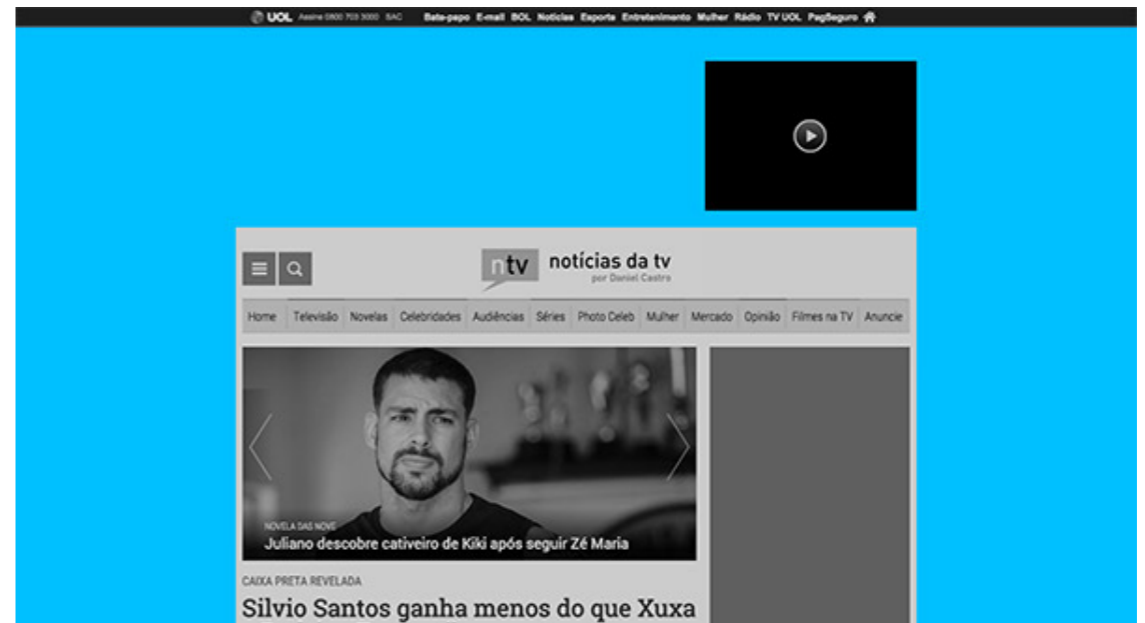 UOL Assine 0800 703 3000 SAC Bate-papo E-mail BOL Notícias Esporte Entretenimento Mulher Rádio TV UOL PagSeguro
ntv notícias da tv
por Daniel Castro
Home Televisão Novelas Celebridades Audiências Séries Photo Celeb Mulher Mercado Opinião Filmes na TV Anuncie
NOVELA DAS NOVE
Juliano descobre cativeiro de Kiki após seguir Zé Maria
CAIXA PRETA REVELADA
Silvio Santos ganha menos do que Xuxa